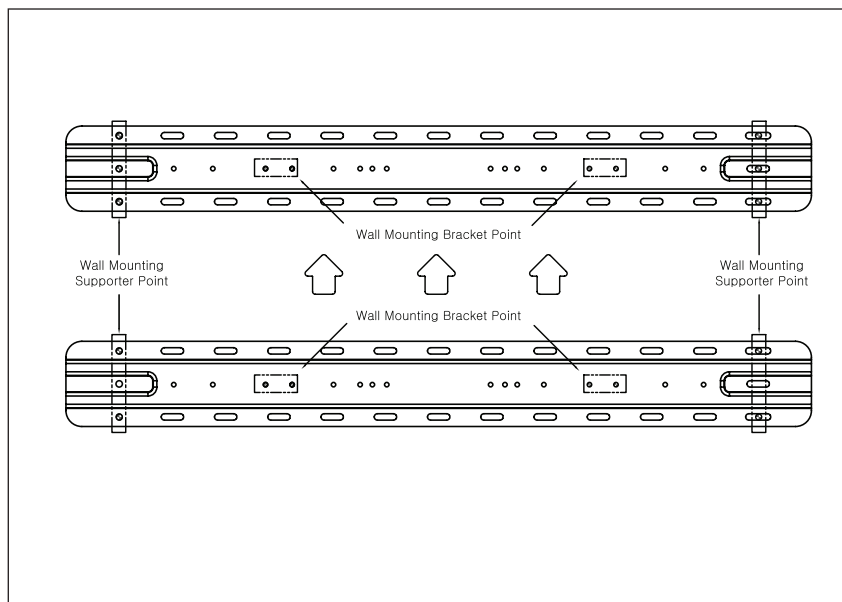 Wall Mounting Bracket Point
Wall Mounting
Supporter Point
Wall Mounting
Supporter Point
Wall Mounting Bracket Point